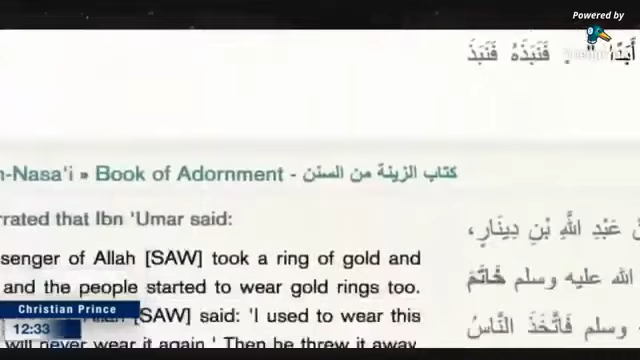 Powered by
أَبَدًا ". فَنَبَذَهُ فَنَبَذَ
n-Nasa'i » Book of Adornment - كتاب الزينة من السنن
rrated that Ibn 'Umar said:
عَبْدِ اللَّهِ بْنِ دِينَارٍ،
ssenger of Allah [SAW] took a ring of gold and
الله عليه وسلم خَاتَمَ
and the people started to wear gold rings too.
Christian Prince
[SAW] said: 'I used to wear this
وسلم فَاتَّخَذَ النَّاسُ
12:33
will never wear it again.' Then he threw it away